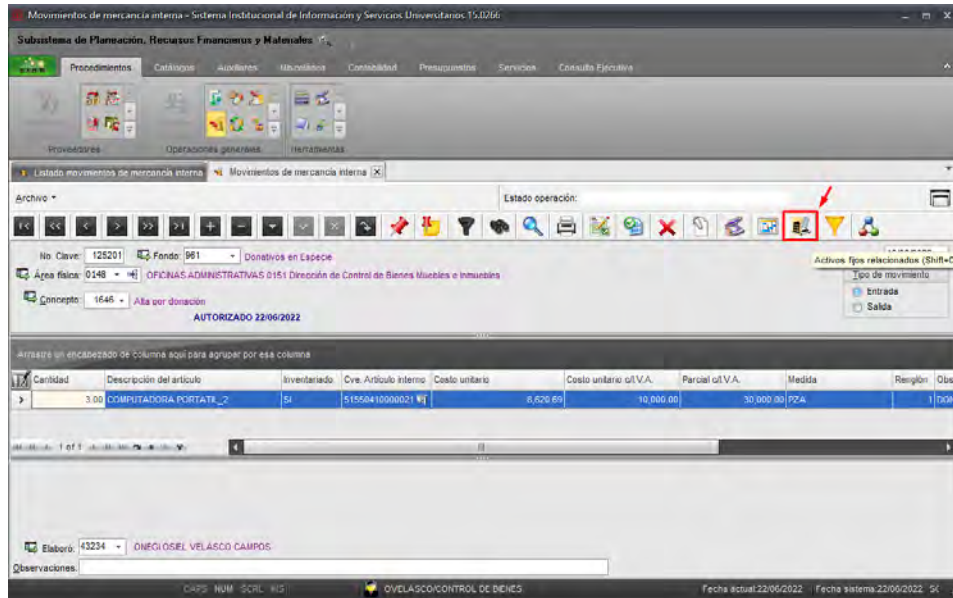 Movimientos de mercancía interna - Sistema Institucional de Información y Servicios Universitarios 15.0266
Subsistema de Planeación, Recursos Financieros y Materiales
Procedimientos Catálogos Auxiliares Misceláneos Contabilidad Presupuestos Servicios Consulta Ejecutiva
Proveedores Operaciones generales Herramientas
Listado movimientos de mercancía interna Movimientos de mercancía interna
Archivo Estado operación:
No. Clave: 125201 Fondo: 961 Donativos en Especie
Activos fijos relacionados (Shift+C
Área física: 0148 OFICINAS ADMINISTRATIVAS 0151 Dirección de Control de Bienes Muebles e Inmuebles
Tipo de movimiento
Entrada
Salida
Concepto: 1646 Alta por donación
AUTORIZADO 22/06/2022
Arrastre un encabezado de columna aquí para agrupar por esa columna
Cantidad Descripción del artículo Inventariado Cve. Artículo interno Costo unitario Costo unitario c/I.V.A. Parcial c/I.V.A. Medida Renglón Obs
3.00 COMPUTADORA PORTATIL_2 SI 51550410000021 8,620.69 10,000.00 30,000.00 PZA 1 DON
1 of 1
Elaboró: 43234 ONEGLOSIEL VELASCO CAMPOS
Observaciones:
CAPS NUM SCRL INS OVELASCO/CONTROL DE BIENES Fecha actual:22/06/2022 Fecha sistema:22/06/2022